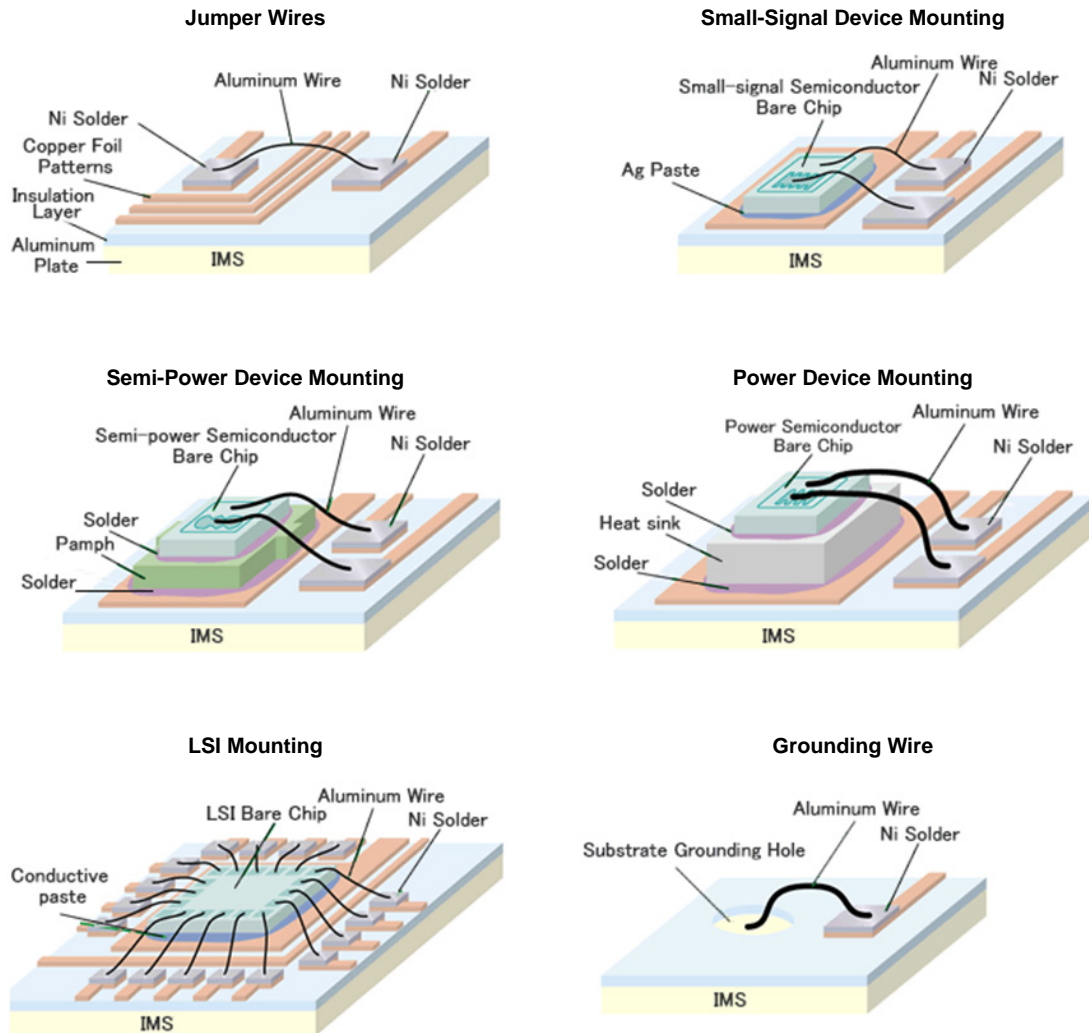 Jumper Wires
Aluminum Wire
Ni Solder
Ni Solder
Copper Foil
Patterns
Insulation
Layer
Aluminum
Plate
IMS
Small-Signal Device Mounting
Aluminum Wire
Ni Solder
Small-signal Semiconductor
Bare Chip
Ag Paste
IMS
Semi-Power Device Mounting
Aluminum Wire
Semi-power Semiconductor
Bare Chip
Ni Solder
Solder
Pamph
Solder
IMS
Power Device Mounting
Aluminum Wire
Power Semiconductor
Bare Chip
Ni Solder
Solder
Heat sink
Solder
IMS
LSI Mounting
Aluminum Wire
LSI Bare Chip
Ni Solder
Conductive
paste
IMS
Grounding Wire
Aluminum Wire
Ni Solder
Substrate Grounding Hole
IMS